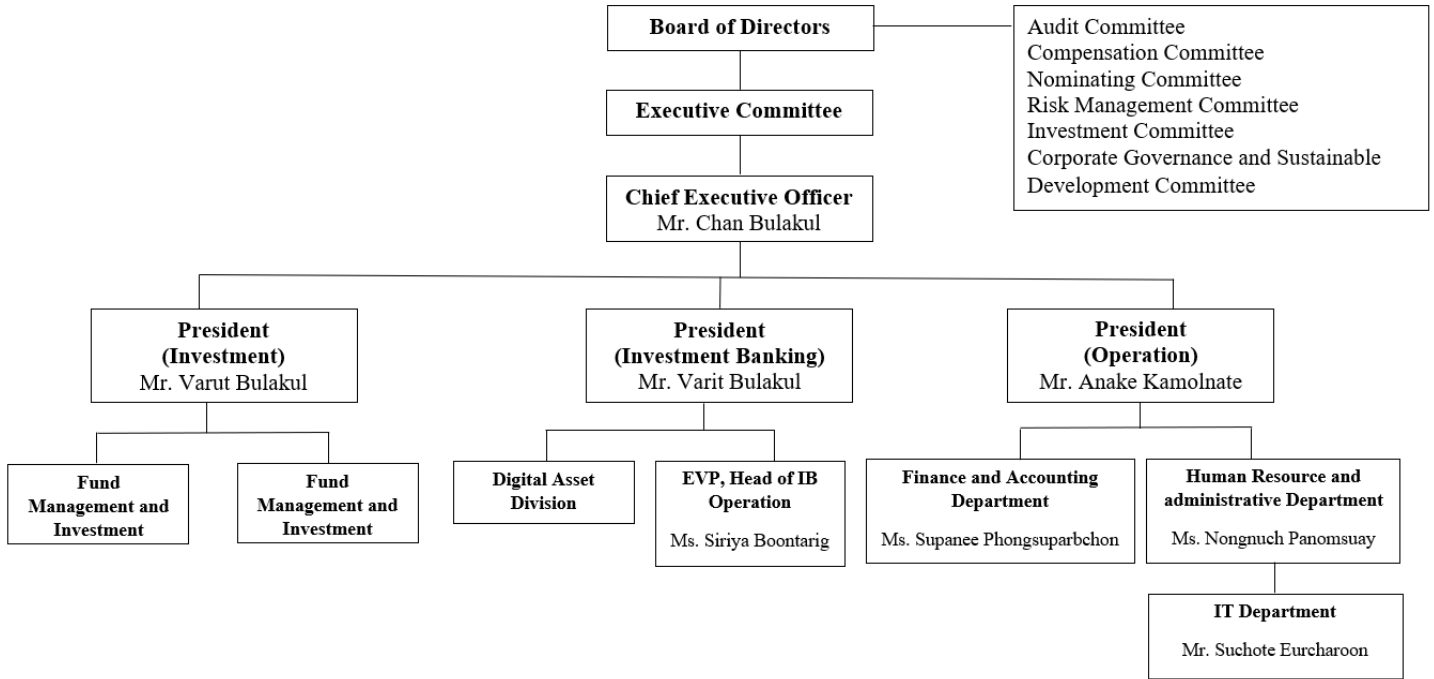 Board of Directors
Audit Committee
Compensation Committee
Nominating Committee
Risk Management Committee
Investment Committee
Corporate Governance and Sustainable
Development Committee
Executive Committee
Chief Executive Officer
Mr. Chan Bulakul
President
(Investment)
Mr. Varut Bulakul
President
(Investment Banking)
Mr. Varit Bulakul
President
(Operation)
Mr. Anake Kamolnate
Fund
Management and
Investment
Fund
Management and
Investment
Digital Asset
Division
EVP, Head of IB
Operation
Ms. Siriya Boontarig
Finance and Accounting
Department
Ms. Supanee Phongsuparbchon
Human Resource and
administrative Department
Ms. Nongnuch Panomsuay
IT Department
Mr. Suchote Eurcharoon